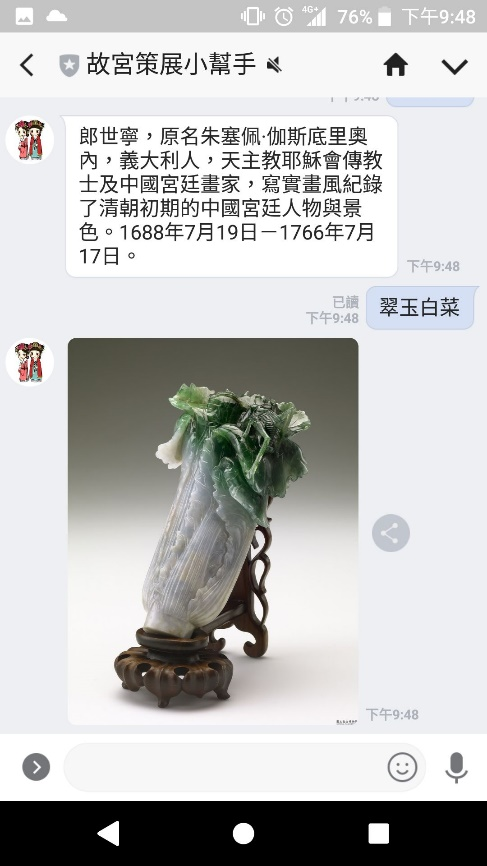 4G+
76%
下午9:48
故宮策展小幫手
郎世寧，原名朱塞佩·伽斯底里奧
內，義大利人，天主教耶穌會傳教
士及中國宮廷畫家，寫實畫風紀錄
了清朝初期的中國宮廷人物與景
色。1688年7月19日－1766年7月
17日。
下午9:48
已讀
下午9:48
翠玉白菜
下午9:48